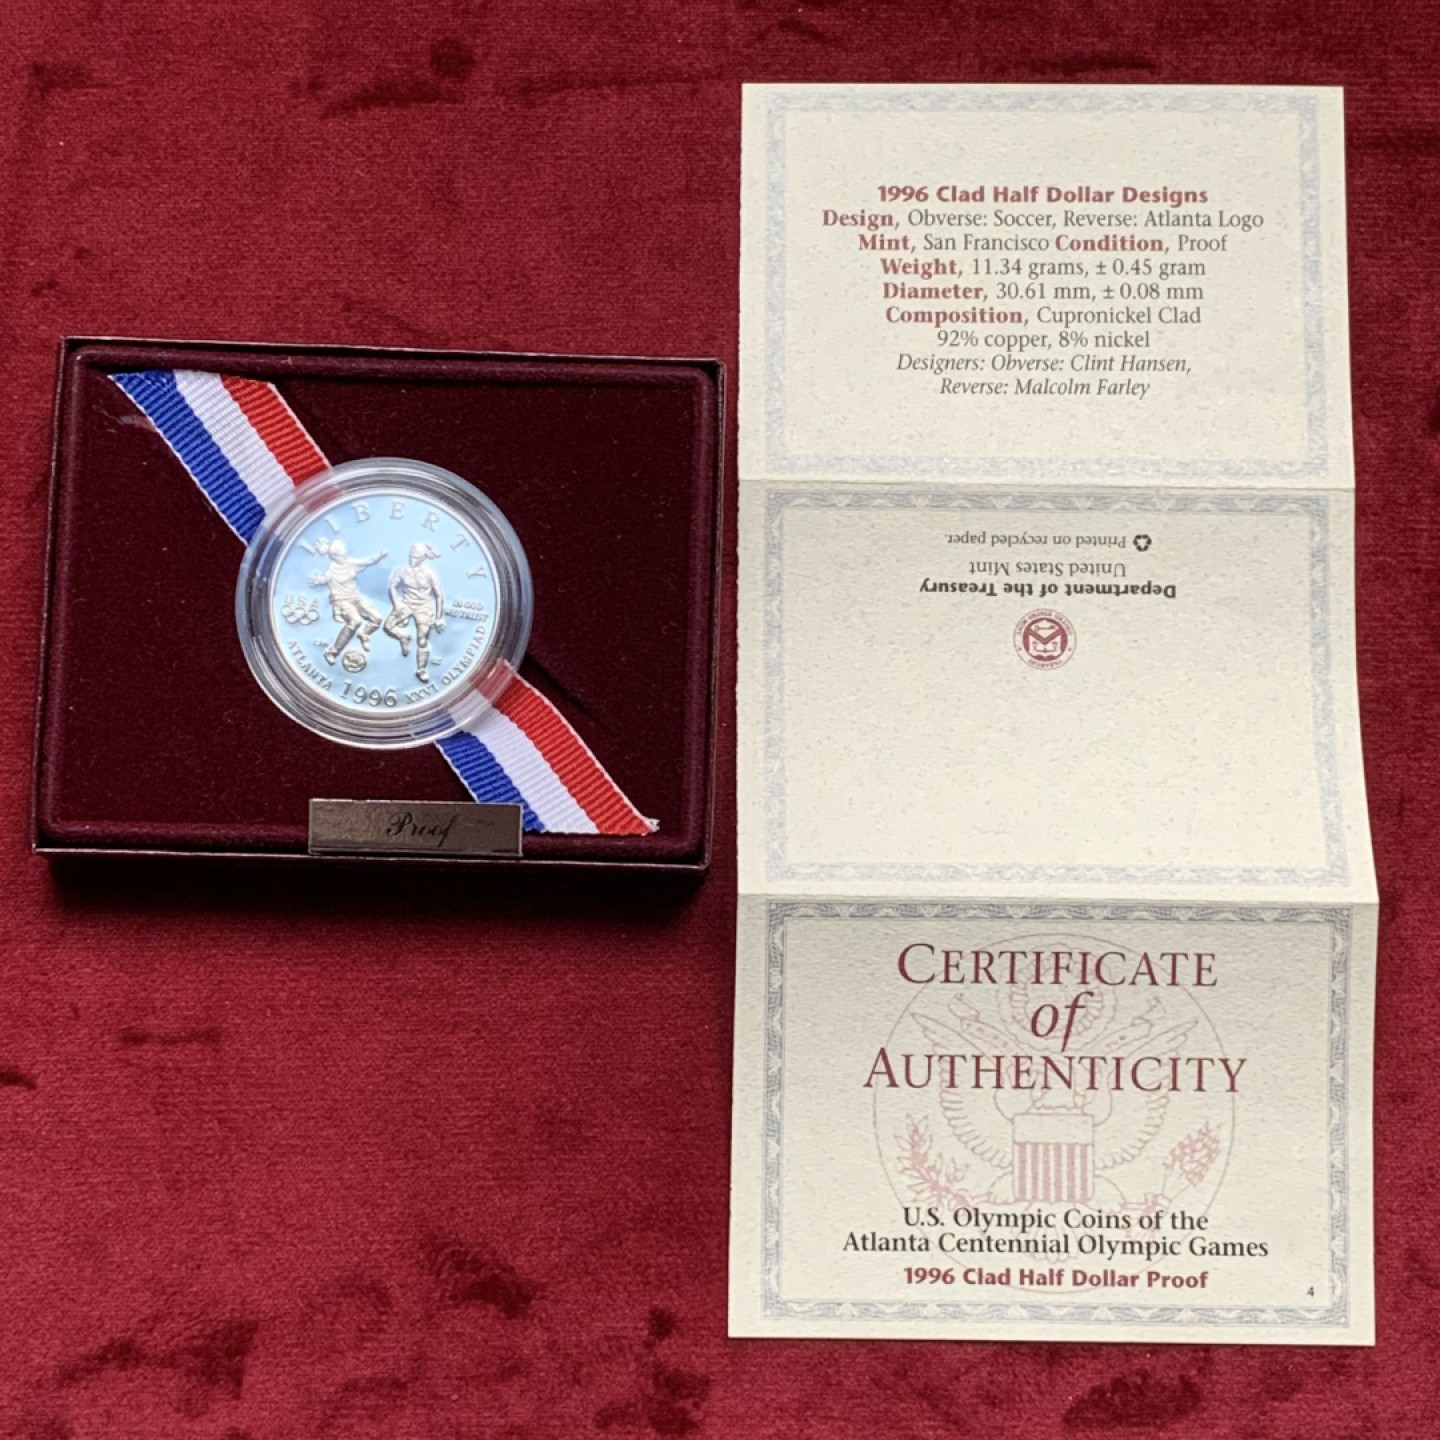 LIBERTY
USA
IN GOD
WE TRUST
ATLANTA 1996 XXVI OLYMPIAD
Proof
1996 Clad Half Dollar Designs
Design, Obverse: Soccer, Reverse: Atlanta Logo
Mint, San Francisco Condition, Proof
Weight, 11.34 grams, ± 0.45 gram
Diameter, 30.61 mm, ± 0.08 mm
Composition, Cupronickel Clad
92% copper, 8% nickel
Designers: Obverse: Clint Hansen,
Reverse: Malcolm Farley
Department of the Treasury
United States Mint
Printed on recycled paper.
CERTIFICATE
of
AUTHENTICITY
U.S. Olympic Coins of the
Atlanta Centennial Olympic Games
1996 Clad Half Dollar Proof
4